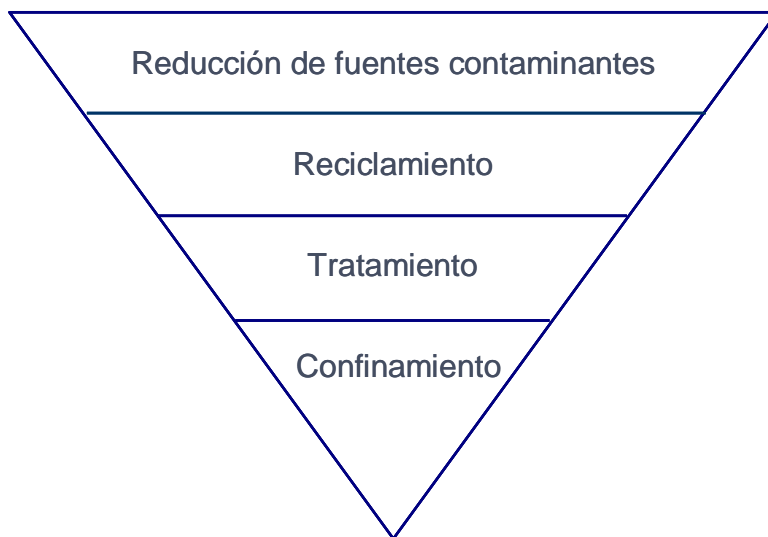 Reducción de fuentes contaminantes
Reciclamiento
Tratamiento
Confinamiento